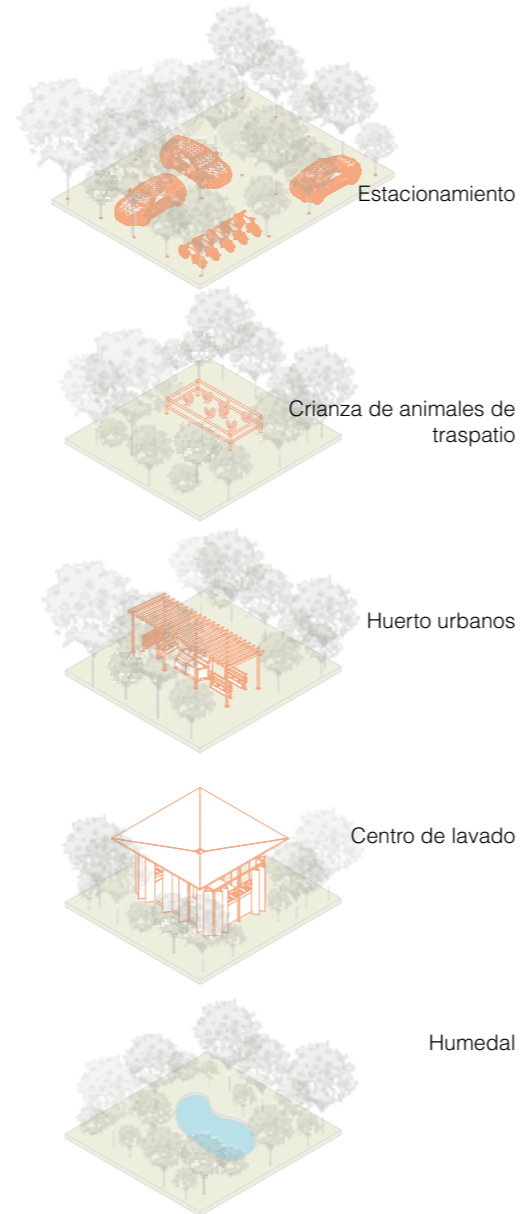 Estacionamiento
Crianza de animales de
traspatio
Huerto urbanos
Centro de lavado
Humedal